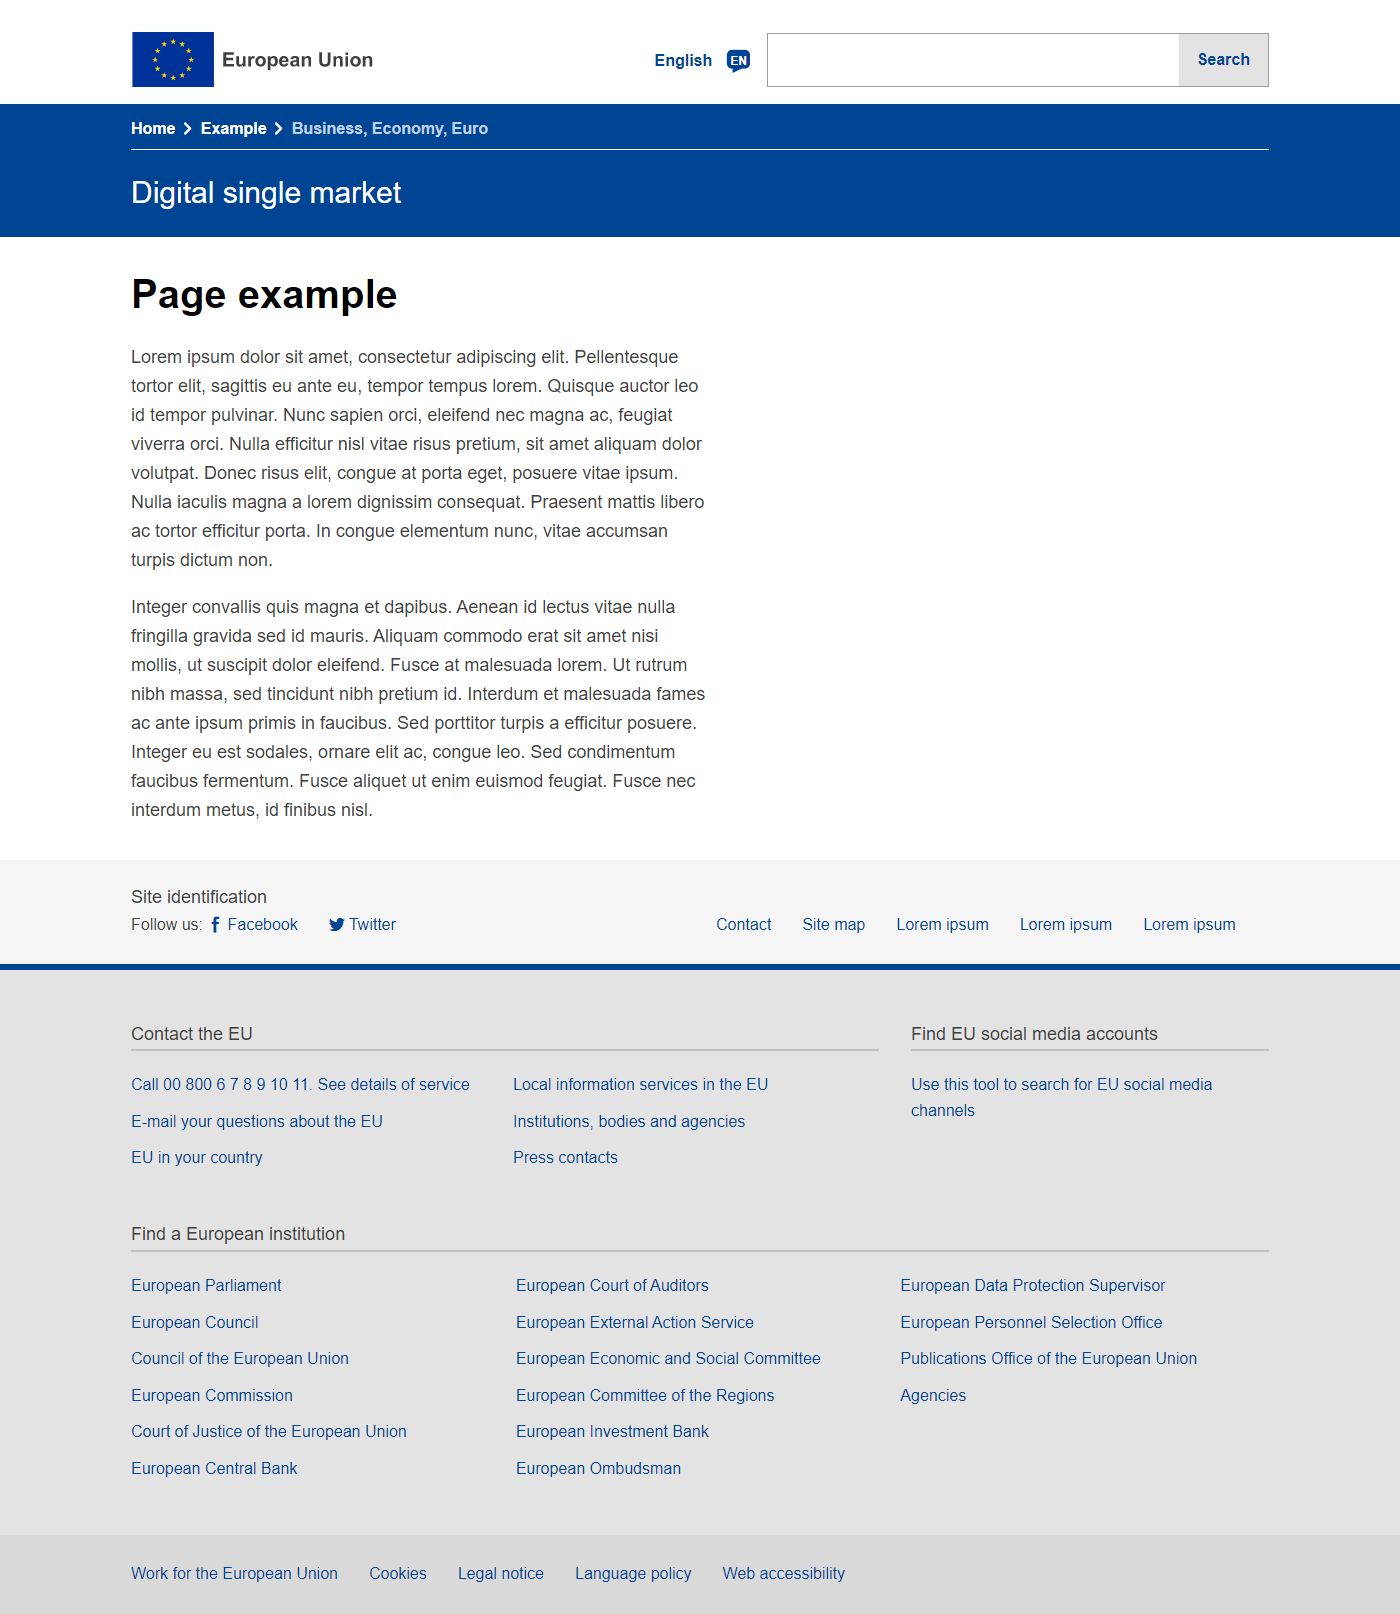 European Union
English EN Search
Home Example Business, Economy, Euro
Digital single market
Page example
Lorem ipsum dolor sit amet, consectetur adipiscing elit. Pellentesque
tortor elit, sagittis eu ante eu, tempor tempus lorem. Quisque auctor leo
id tempor pulvinar. Nunc sapien orci, eleifend nec magna ac, feugiat
viverra orci. Nulla efficitur nisl vitae risus pretium, sit amet aliquam dolor
volutpat. Donec risus elit, congue at porta eget, posuere vitae ipsum.
Nulla iaculis magna a lorem dignissim consequat. Praesent mattis libero
ac tortor efficitur porta. In congue elementum nunc, vitae accumsan
turpis dictum non.
Integer convallis quis magna et dapibus. Aenean id lectus vitae nulla
fringilla gravida sed id mauris. Aliquam commodo erat sit amet nisi
mollis, ut suscipit dolor eleifend. Fusce at malesuada lorem. Ut rutrum
nibh massa, sed tincidunt nibh pretium id. Interdum et malesuada fames
ac ante ipsum primis in faucibus. Sed porttitor turpis a efficitur posuere.
Integer eu est sodales, ornare elit ac, congue leo. Sed condimentum
faucibus fermentum. Fusce aliquet ut enim euismod feugiat. Fusce nec
interdum metus, id finibus nisl.
Site identification
Follow us: Facebook Twitter
Contact Site map Lorem ipsum Lorem ipsum Lorem ipsum
Contact the EU
Call 00 800 6 7 8 9 10 11. See details of service
E-mail your questions about the EU
EU in your country
Local information services in the EU
Institutions, bodies and agencies
Press contacts
Find EU social media accounts
Use this tool to search for EU social media
channels
Find a European institution
European Parliament
European Council
Council of the European Union
European Commission
Court of Justice of the European Union
European Central Bank
European Court of Auditors
European External Action Service
European Economic and Social Committee
European Committee of the Regions
European Investment Bank
European Ombudsman
European Data Protection Supervisor
European Personnel Selection Office
Publications Office of the European Union
Agencies
Work for the European Union Cookies Legal notice Language policy Web accessibility